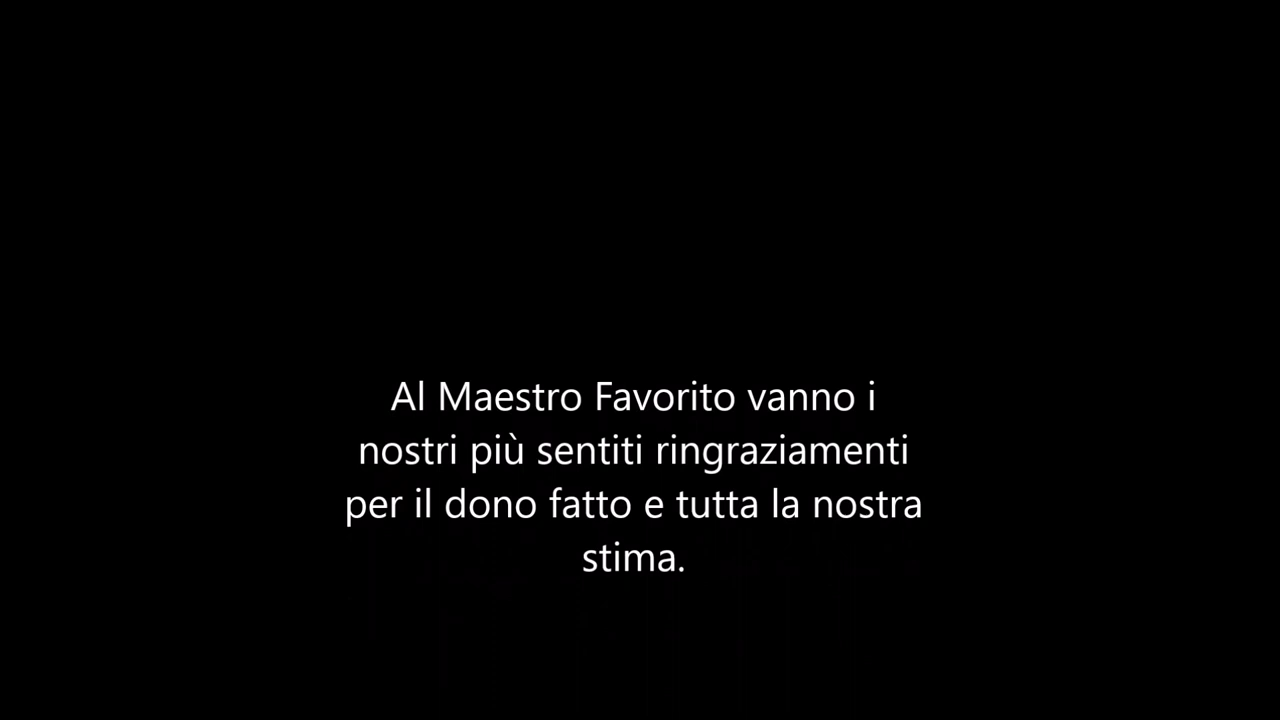 Al Maestro Favorito vanno i
nostri più sentiti ringraziamenti
per il dono fatto e tutta la nostra
stima.